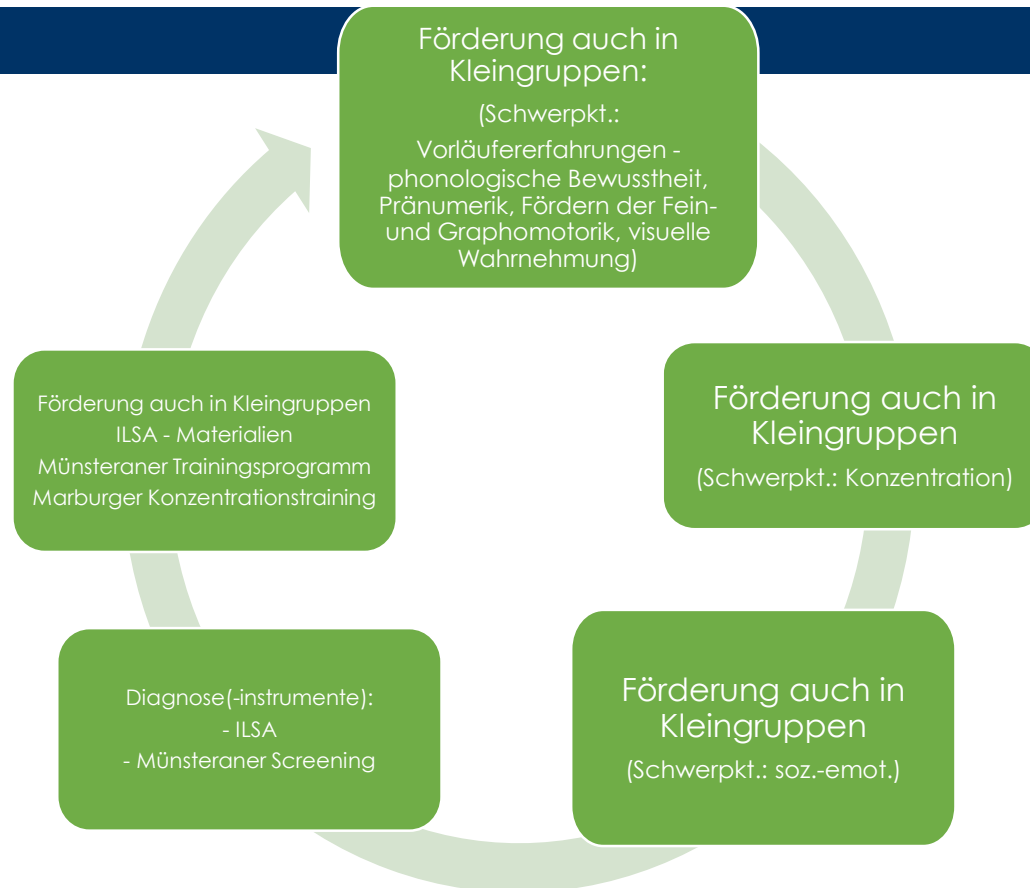 Förderung auch in
Kleingruppen:
(Schwerpkt.:
Vorläufererfahrungen -
phonologische Bewusstheit,
Pränumerik, Fördern der Fein-
und Graphomotorik, visuelle
Wahrnehmung)
Förderung auch in
Kleingruppen
(Schwerpkt.: Konzentration)
Förderung auch in
Kleingruppen
(Schwerpkt.: soz.-emot.)
Diagnose(-instrumente):
- ILSA
- Münsteraner Screening
Förderung auch in Kleingruppen
ILSA - Materialien
Münsteraner Trainingsprogramm
Marburger Konzentrationstraining